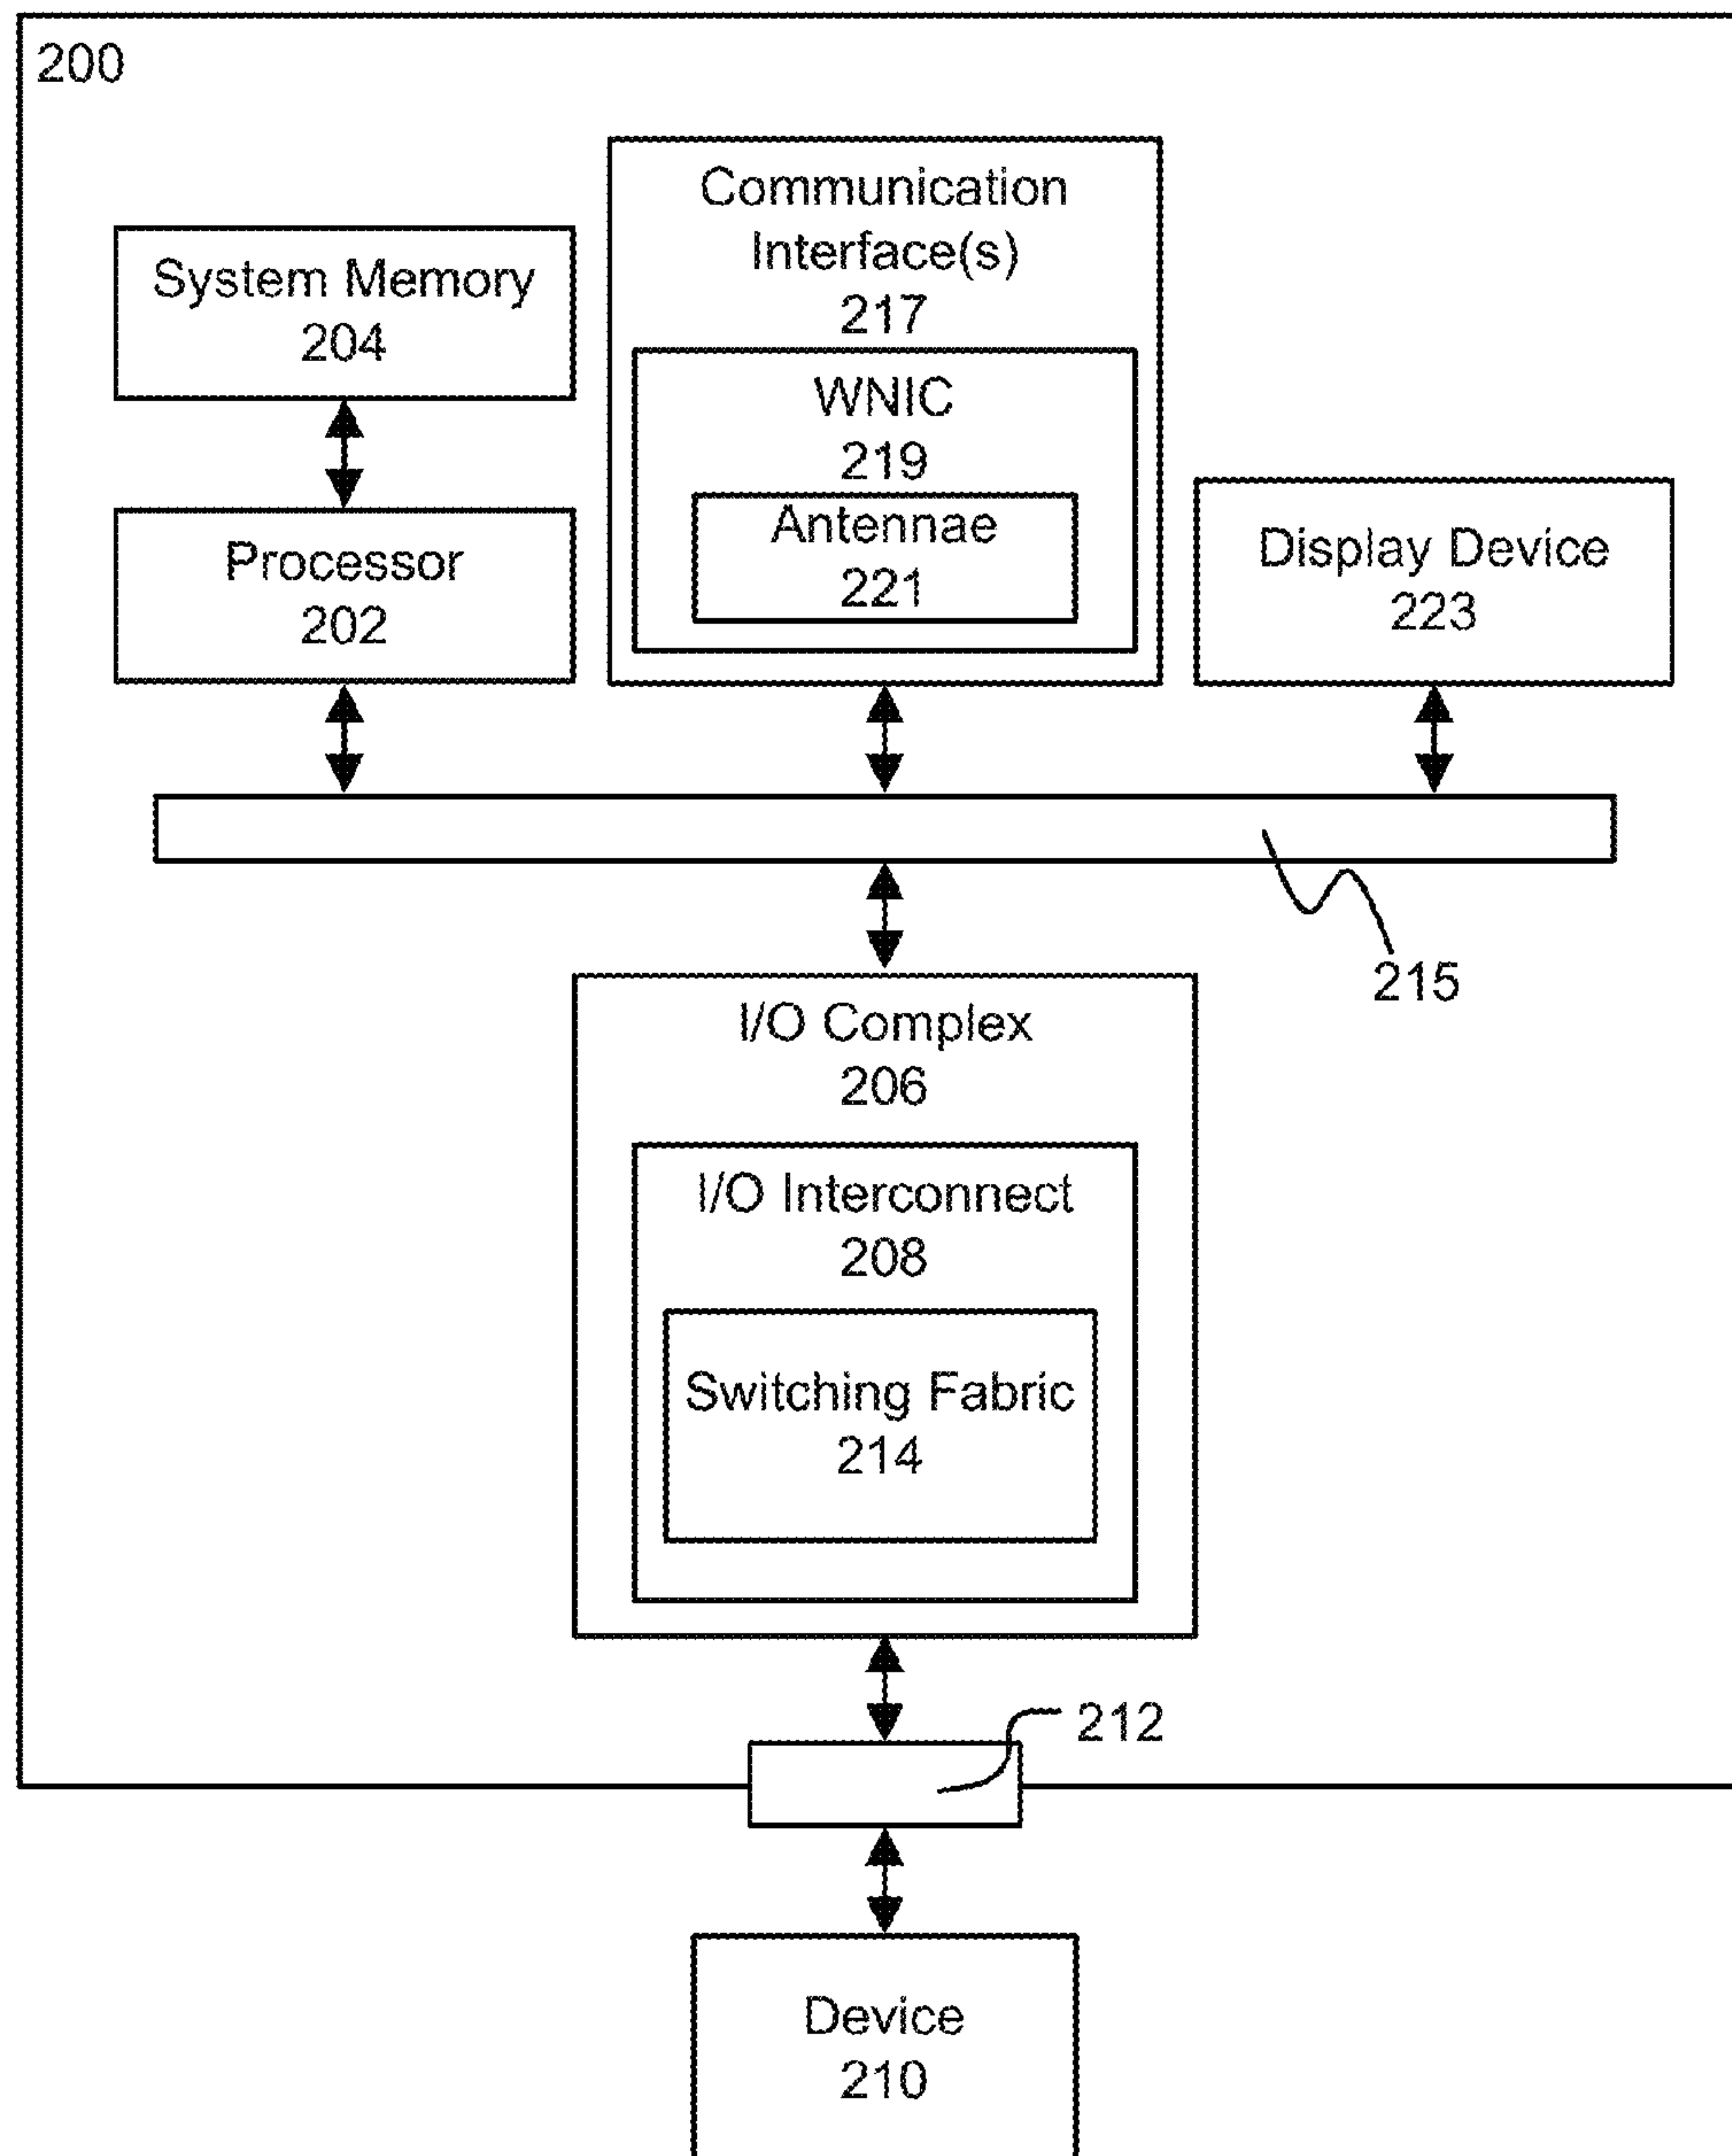 200
Communication
Interface(s)
217
System Memory
204
WNIC
219
Antennae
221
Processor
202
Display Device
223
215
I/O Complex
206
I/O Interconnect
208
Switching Fabric
214
212
Device
210